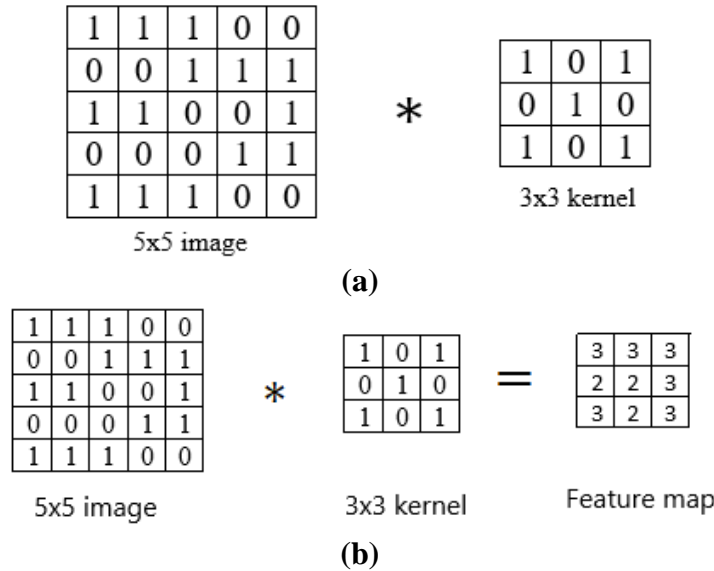 1 1 1 0 0
0 0 1 1 1
1 1 0 0 1
0 0 0 1 1
1 1 1 0 0
5x5 image
*
1 0 1
0 1 0
1 0 1
3x3 kernel
(a)
1 1 1 0 0
0 0 1 1 1
1 1 0 0 1
0 0 0 1 1
1 1 1 0 0
5x5 image
*
1 0 1
0 1 0
1 0 1
3x3 kernel
=
3 3 3
2 2 3
3 2 3
Feature map
(b)